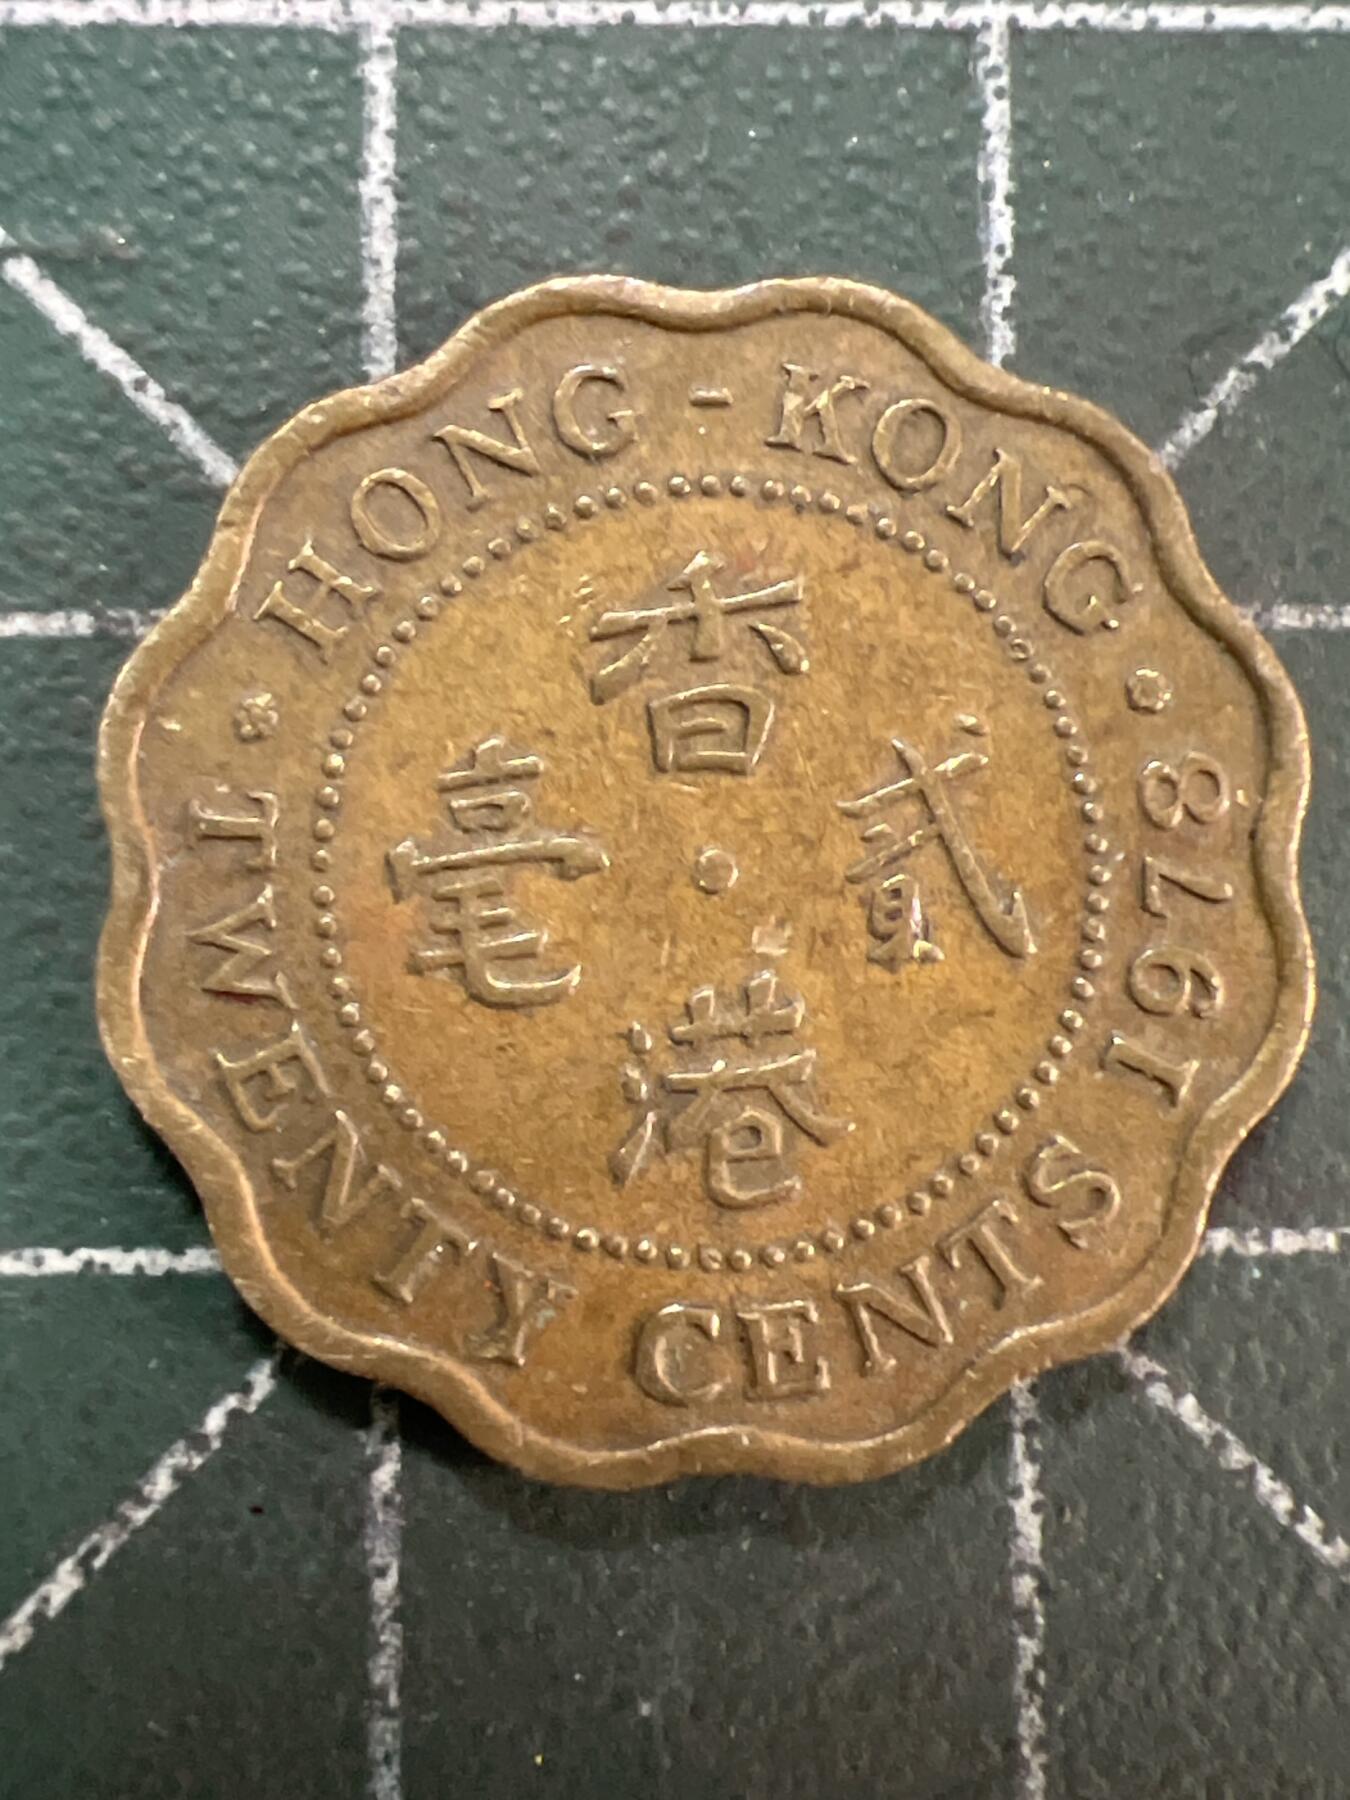 HONG - KONG
1978
TWENTY CENTS
香
港
貳
毫